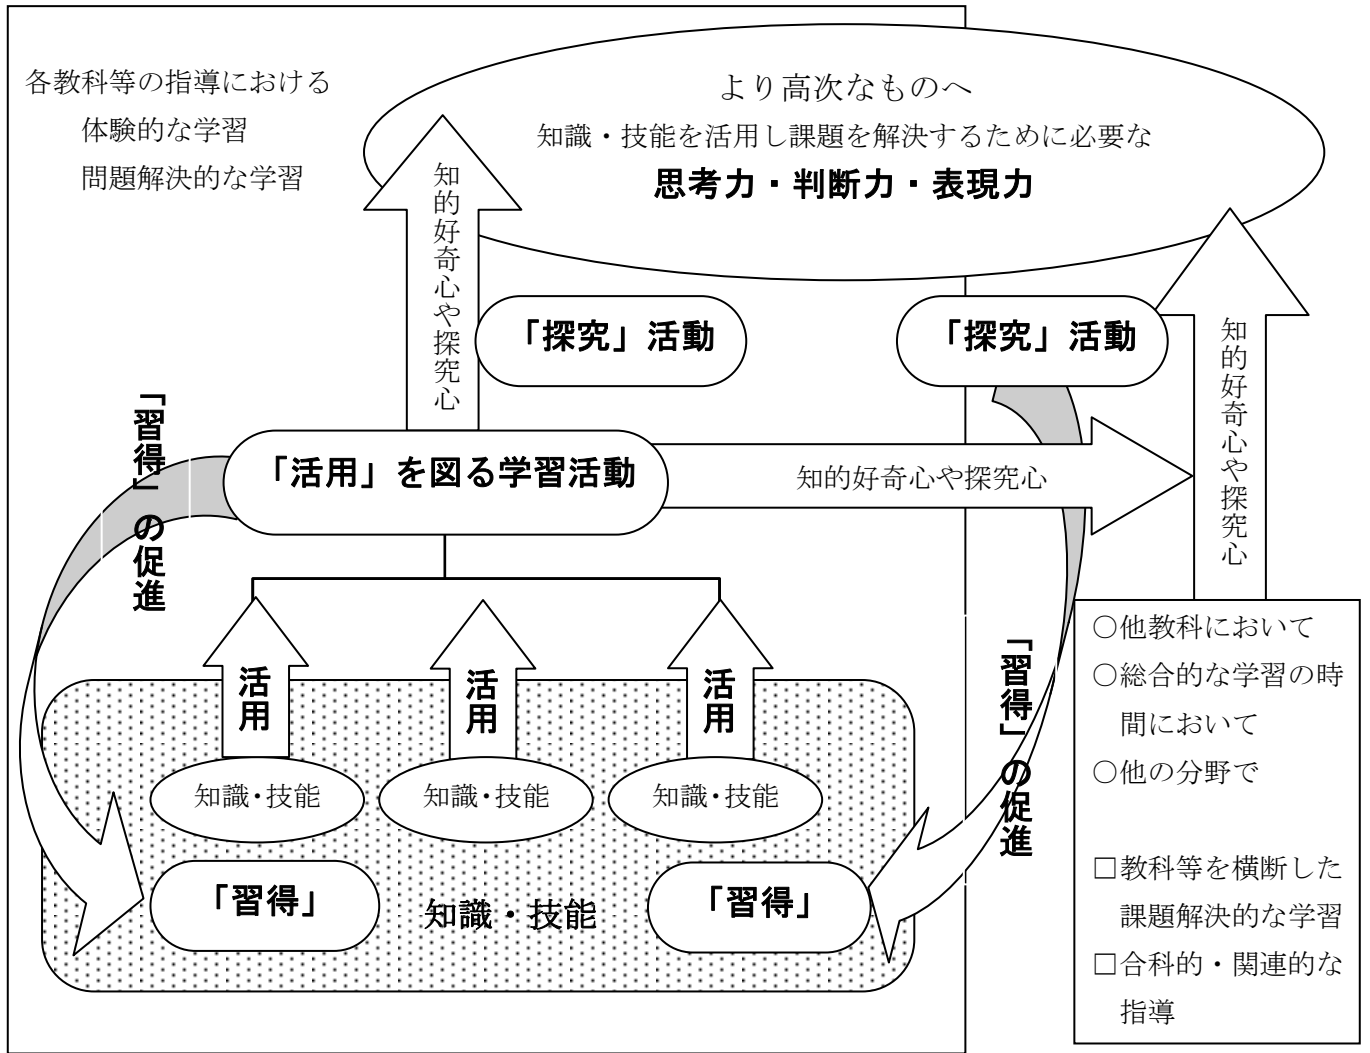 各教科等の指導における
体験的な学習
問題解決的な学習
より高次なものへ
知識・技能を活用し課題を解決するために必要な
思考力・判断力・表現力
知的好奇心や探究心
「探究」活動
「探究」活動
知的好奇心や探究心
「習得」の促進
「活用」を図る学習活動
知的好奇心や探究心
活用
活用
活用
知識・技能
知識・技能
知識・技能
「習得」
知識・技能
「習得」
「習得」の促進
○他教科において
○総合的な学習の時
間において
○他の分野で
□教科等を横断した
課題解決的な学習
□合科的・関連的な
指導